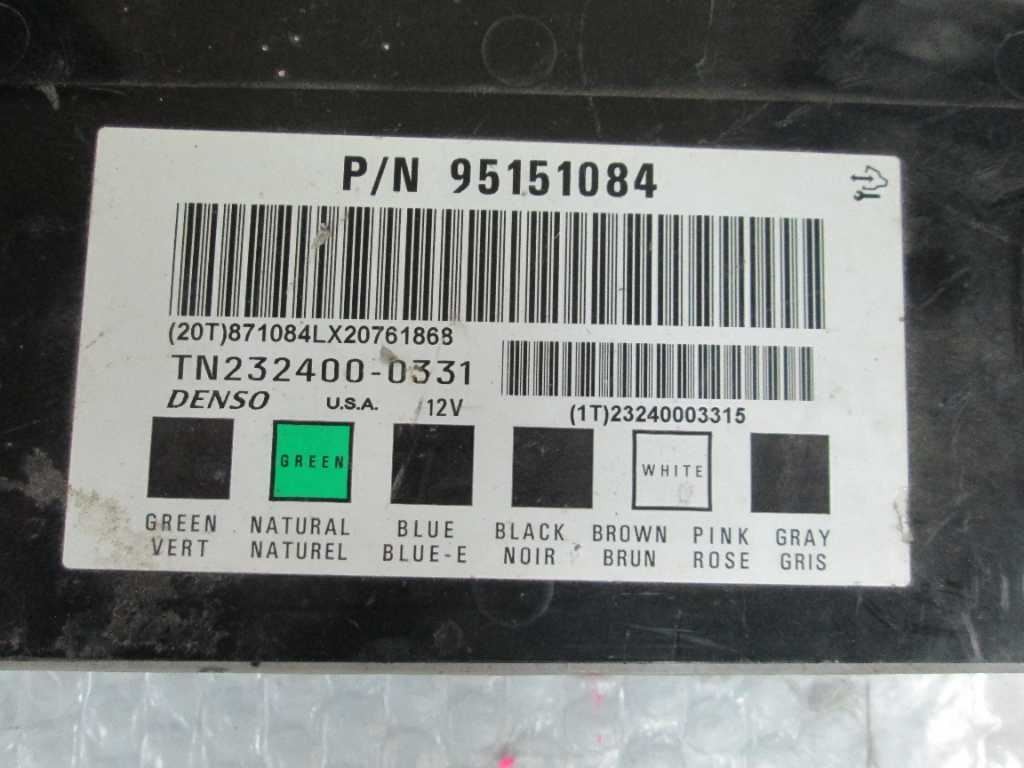 P/N 95151084
(20T)871084LX20761868
TN232400-0331
(1T)23240003315
DENSO U.S.A. 12V
GREEN WHITE
GREEN NATURAL BLUE BLACK BROWN PINK GRAY
VERT NATUREL BLUE-E NOIR BRUN ROSE GRIS